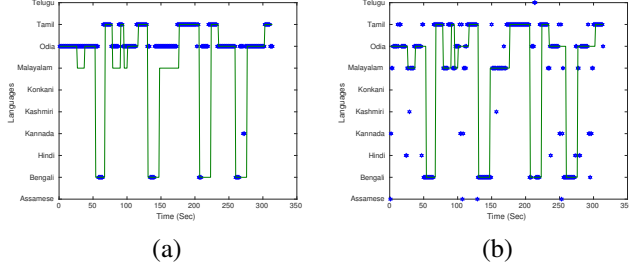 Telugu
Tamil
Odia
Malayalam
Konkani
Kashmiri
Kannada
Hindi
Bengali
Assamese
Languages
0 50 100 150 200 250 300 350
Time (Sec)
(a)
Telugu
Tamil
Odia
Malayalam
Konkani
Kashmiri
Kannada
Hindi
Bengali
Assamese
Languages
0 50 100 150 200 250 300 35
Time (Sec)
(b)